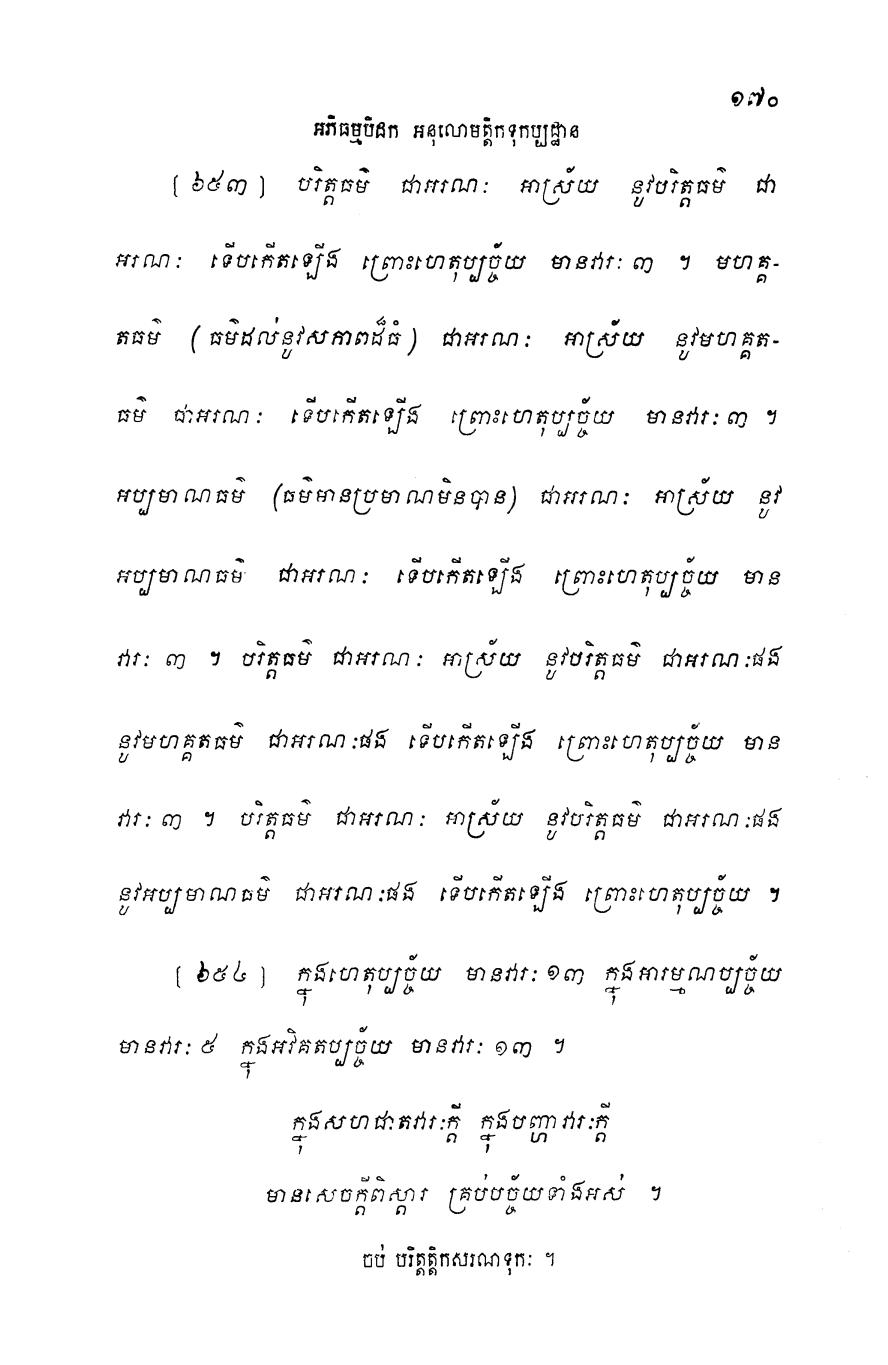 ១៧០
អភិធម្មបិដក អនុលោមត្តិកទុកប្បដ្ឋាន
[ ៦៥៣ ] បរិត្តធម៌ ជាអរណៈ អាស្រ័យ នូវបរិត្តធម៌ ជា
អរណៈ ទើបកើតឡើង ព្រោះហេតុប្បច្ច័យ មានវារៈ ៣ ។ មហគ្គ-
តធម៌ ( ធម៌ដល់នូវសភាពដ៏ធំ ) ជាអរណៈ អាស្រ័យ នូវមហគ្គត-
ធម៌ ជាអរណៈ ទើបកើតឡើង ព្រោះហេតុប្បច្ច័យ មានវារៈ ៣ ។
អប្បមាណធម៌ (ធម៌មានប្រមាណមិនបាន) ជាអរណៈ អាស្រ័យ នូវ
អប្បមាណធម៌ ជាអរណៈ ទើបកើតឡើង ព្រោះហេតុប្បច្ច័យ មាន
វារៈ ៣ ។ បរិត្តធម៌ ជាអរណៈ អាស្រ័យ នូវបរិត្តធម៌ ជាអរណៈផង
នូវមហគ្គតធម៌ ជាអរណៈផង ទើបកើតឡើង ព្រោះហេតុប្បច្ច័យ មាន
វារៈ ៣ ។ បរិត្តធម៌ ជាអរណៈ អាស្រ័យ នូវបរិត្តធម៌ ជាអរណៈផង
នូវអប្បមាណធម៌ ជាអរណៈផង ទើបកើតឡើង ព្រោះហេតុប្បច្ច័យ ។
[ ៦៥៤ ] ក្នុងហេតុប្បច្ច័យ មានវារៈ ១៣ ក្នុងអារម្មណប្បច្ច័យ
មានវារៈ ៥ ក្នុងអវិគតប្បច្ច័យ មានវារៈ ១៣ ។
ក្នុងសហជាតវារៈក្តី ក្នុងបញ្ហាវារៈក្តី
មានសេចក្តីពិស្តារ គ្រប់បច្ច័យទាំងអស់ ។
ចប់ បរិត្តត្តិកសរណទុកៈ ។